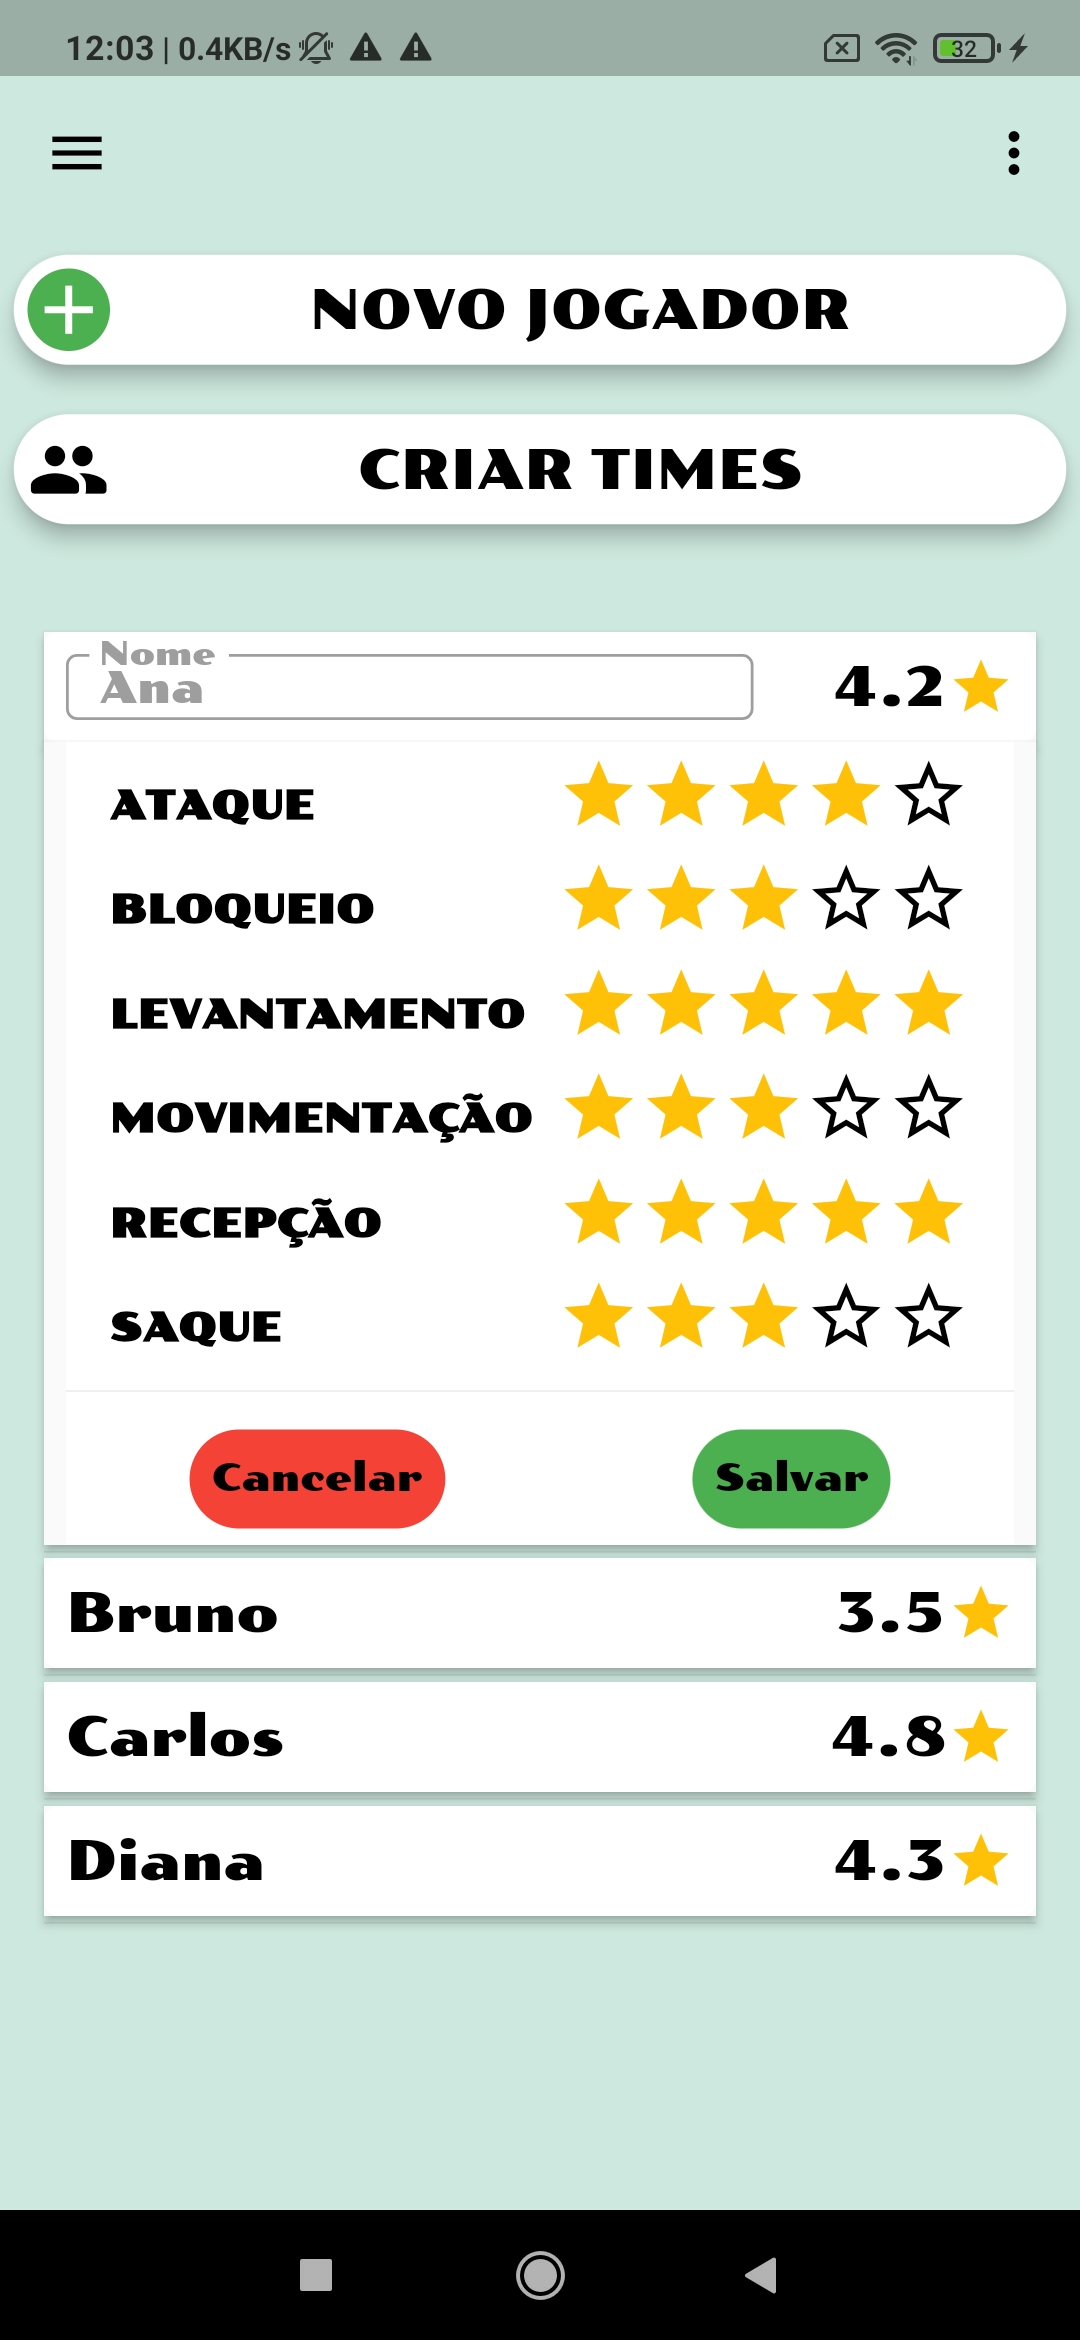 12:03 | 0.4KB/s 32
NOVO JOGADOR
CRIAR TIMES
Nome
Ana 4.2
ATAQUE
BLOQUEIO
LEVANTAMENTO
MOVIMENTAÇÃO
RECEPÇÃO
SAQUE
Cancelar Salvar
Bruno 3.5
Carlos 4.8
Diana 4.3